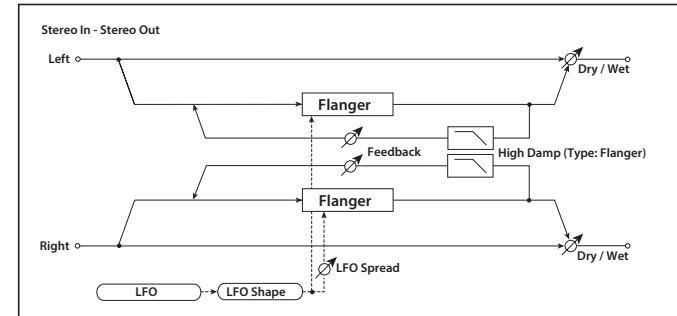 Stereo In - Stereo Out
Left
Dry / Wet
Flanger
Feedback
High Damp (Type: Flanger)
Flanger
Right
Dry / Wet
LFO Spread
LFO
LFO Shape